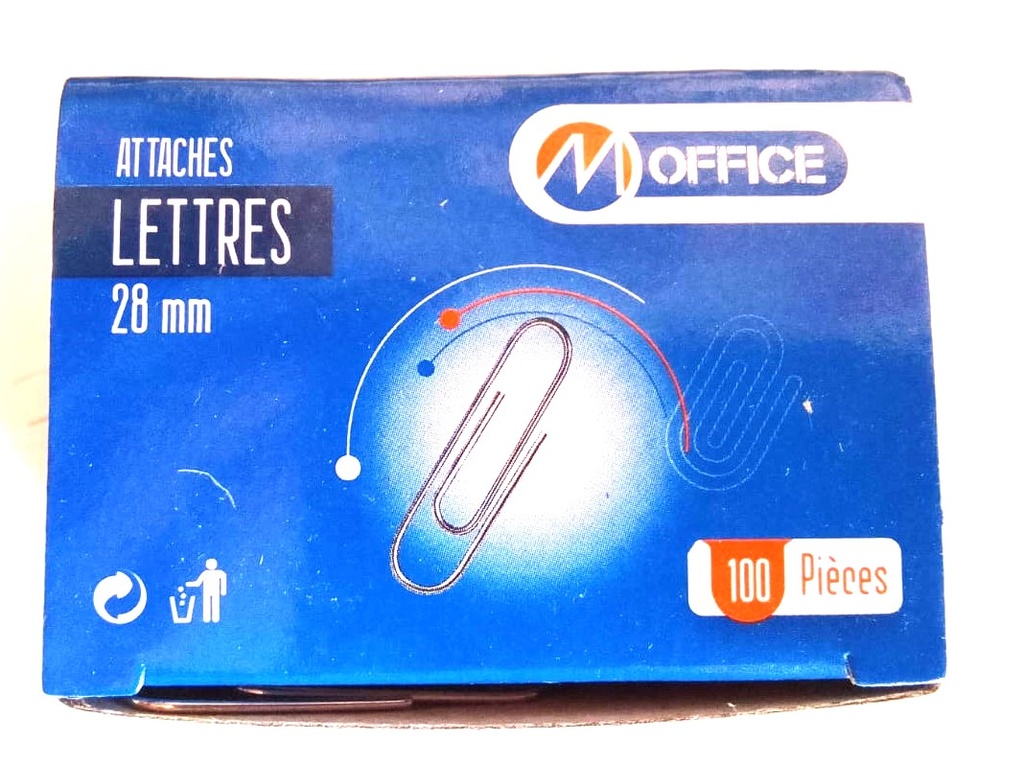 ATTACHES
LETTRES
28 mm
M OFFICE
100 Pièces